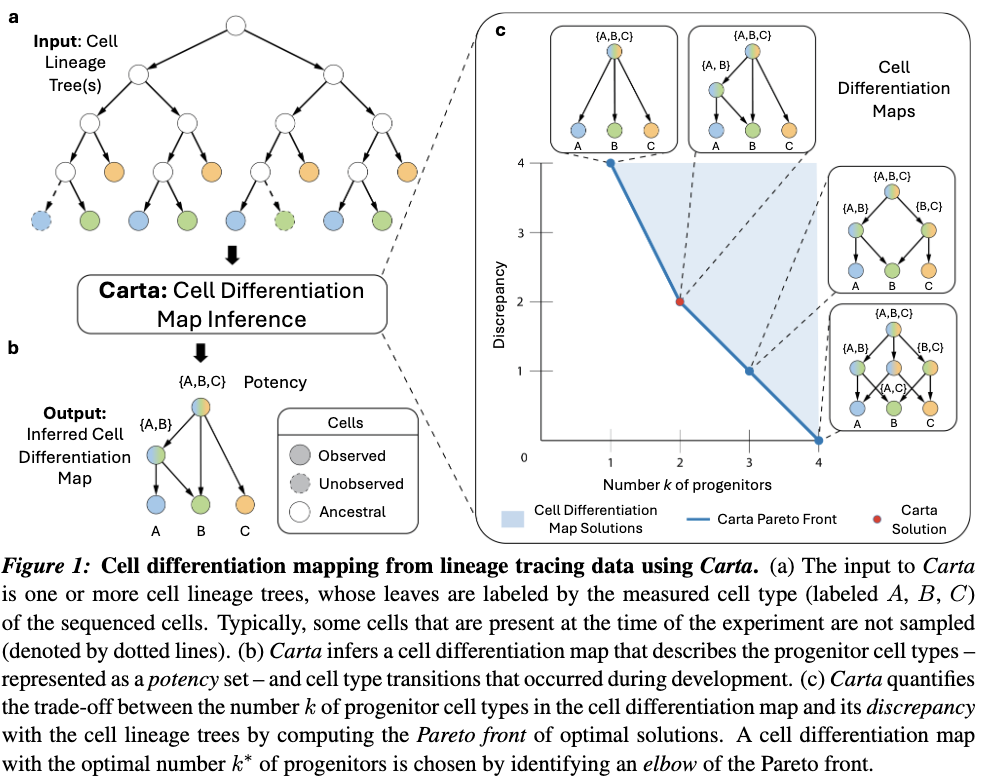 a
Input: Cell
Lineage
Tree(s)
Carta: Cell Differentiation
Map Inference
b
{A,B,C} Potency
{A,B}
Output:
Inferred Cell
Differentiation
Map
A B C
Cells
Observed
Unobserved
Ancestral
c
{A,B,C}
A B C
{A,B,C}
{A, B}
A B C
Cell
Differentiation
Maps
{A,B,C}
{A,B}
{B,C}
A B C
{A,B,C}
{A,B}
{B,C}
{A,C}
A B C
Discrepancy
4
3
2
1
0
1 2 3 4
Number k of progenitors
Cell Differentiation
Map Solutions
Carta Pareto Front
Carta
Solution
Figure 1: Cell differentiation mapping from lineage tracing data using Carta. (a) The input to Carta
is one or more cell lineage trees, whose leaves are labeled by the measured cell type (labeled A, B, C)
of the sequenced cells. Typically, some cells that are present at the time of the experiment are not sampled
(denoted by dotted lines). (b) Carta infers a cell differentiation map that describes the progenitor cell types –
represented as a potency set – and cell type transitions that occurred during development. (c) Carta quantifies
the trade-off between the number k of progenitor cell types in the cell differentiation map and its discrepancy
with the cell lineage trees by computing the Pareto front of optimal solutions. A cell differentiation map
with the optimal number k* of progenitors is chosen by identifying an elbow of the Pareto front.